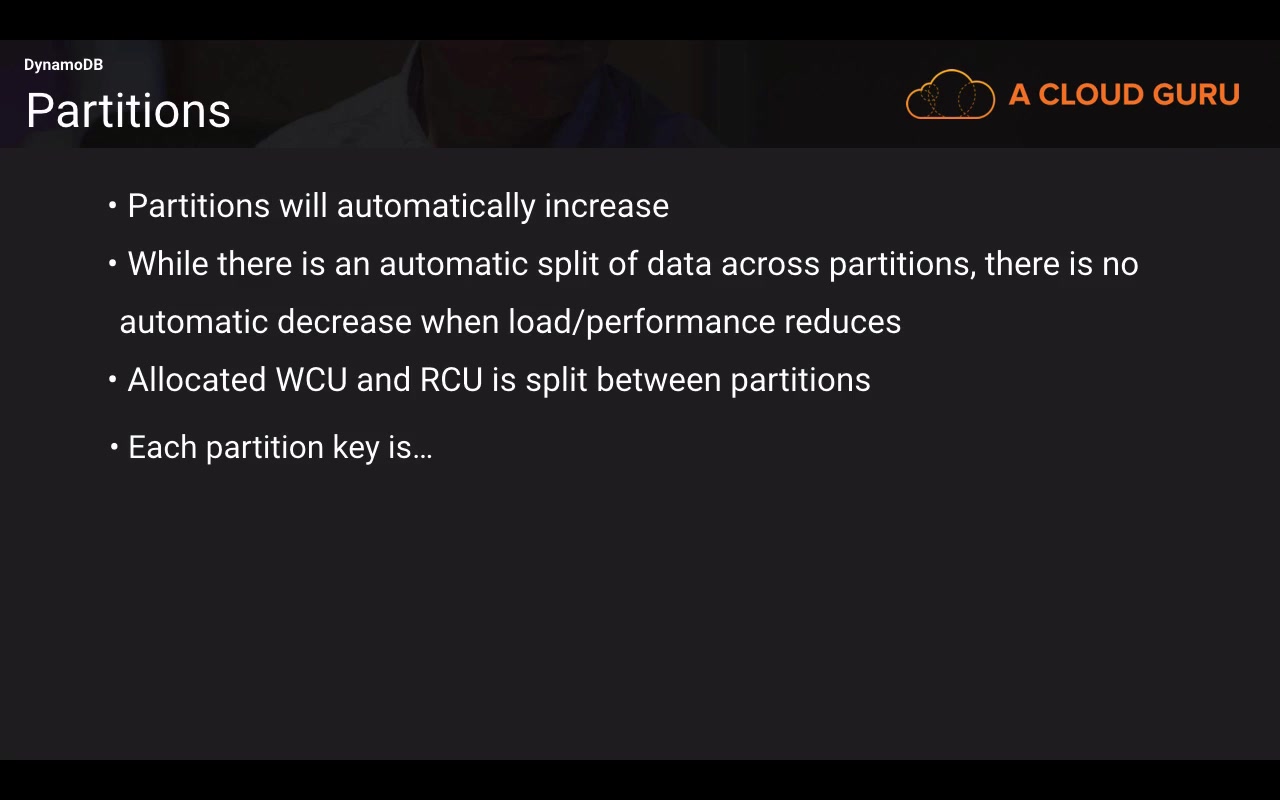 DynamoDB
Partitions
A CLOUD GURU
• Partitions will automatically increase
• While there is an automatic split of data across partitions, there is no
automatic decrease when load/performance reduces
• Allocated WCU and RCU is split between partitions
• Each partition key is…